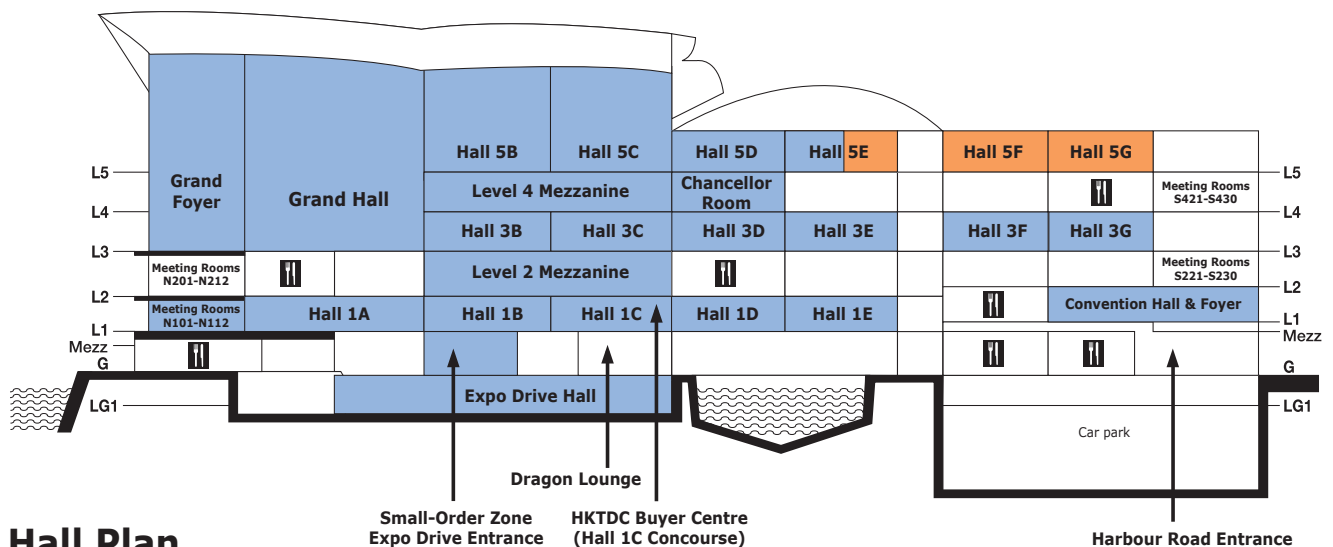 Hall 5B
Hall 5C
Hall 5D
Hall 5E
Hall 5F
Hall 5G
L5
L5
Grand
Foyer
Grand Hall
Level 4 Mezzanine
Chancellor
Room
Meeting Rooms
S421-S430
L4
L4
Hall 3B
Hall 3C
Hall 3D
Hall 3E
Hall 3F
Hall 3G
L3
L3
Meeting Rooms
N201-N212
Level 2 Mezzanine
Meeting Rooms
S221-S230
L2
L2
Meeting Rooms
N101-N112
Hall 1A
Hall 1B
Hall 1C
Hall 1D
Hall 1E
Convention Hall & Foyer
L1
L1
Mezz
Mezz
G
G
Expo Drive Hall
LG1
LG1
Car park
Dragon Lounge
Small-Order Zone
Expo Drive Entrance
HKTDC Buyer Centre
(Hall 1C Concourse)
Harbour Road Entrance
Hall Plan